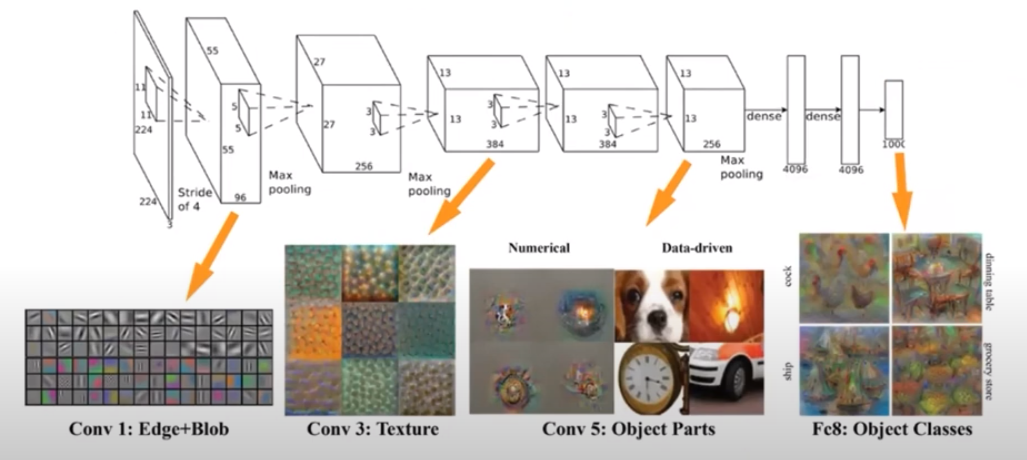 55
27
13
13
13
11
5
3
3
3
11
5
27
3
13
3
13
3
13
dense
dense
224
55
384
384
256
1000
256
4096
4096
Max
pooling
Max
pooling
Max
pooling
Stride
of 4
96
224
3
Numerical
Data-driven
cock
dinning table
ship
grocery store
Conv 1: Edge+Blob
Conv 3: Texture
Conv 5: Object Parts
Fc8: Object Classes